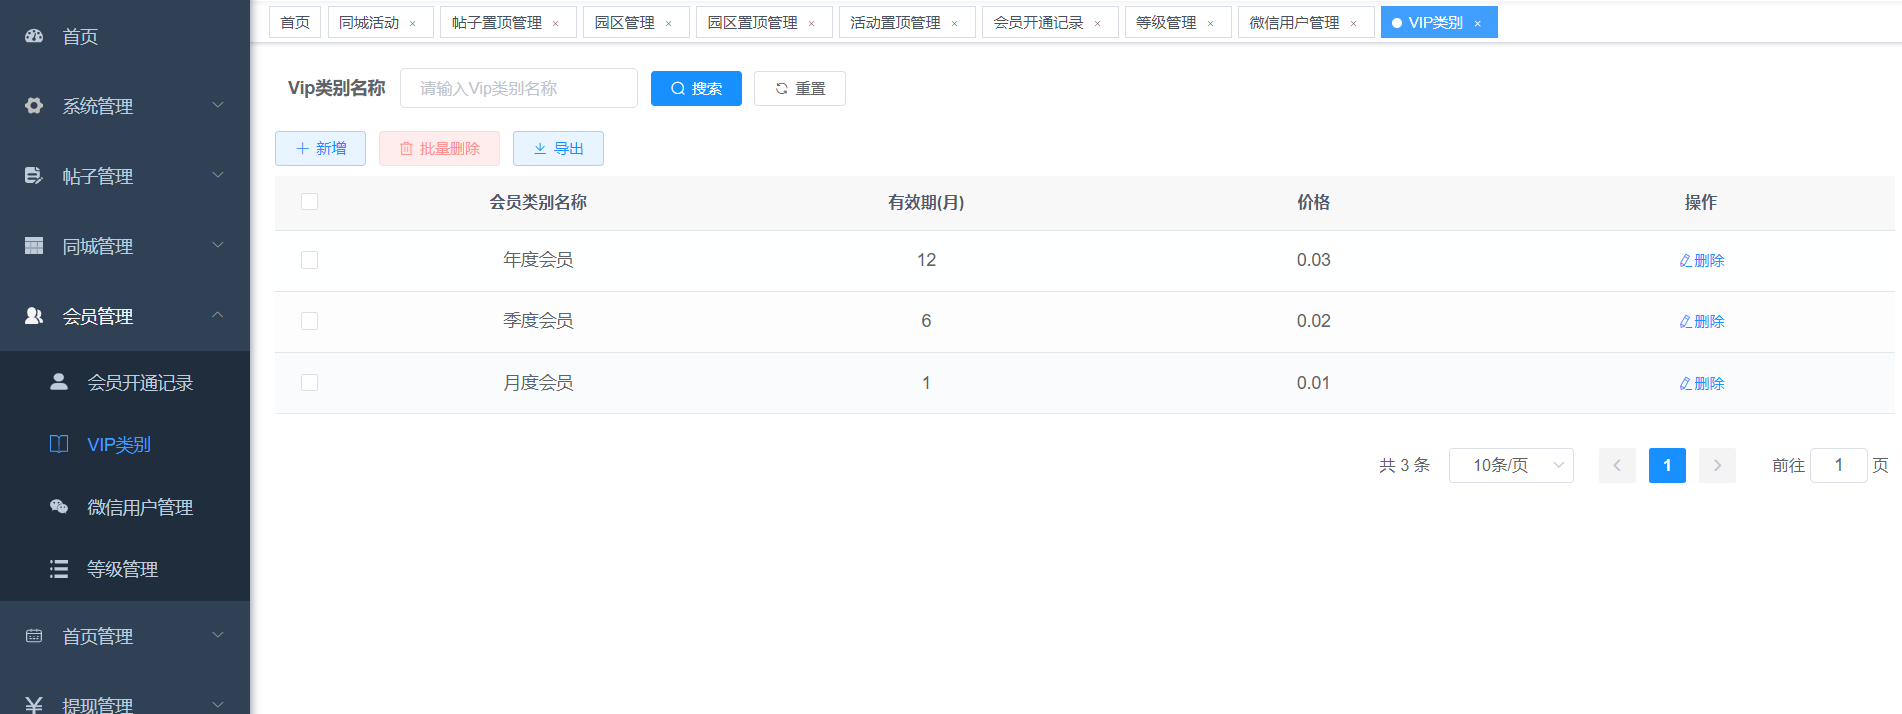 首页
系统管理
帖子管理
同城管理
会员管理
会员开通记录
VIP类别
微信用户管理
等级管理
首页管理
提现管理
首页 同城活动 × 帖子置顶管理 × 园区管理 × 园区置顶管理 × 活动置顶管理 × 会员开通记录 × 等级管理 × 微信用户管理 × VIP类别 ×
Vip类别名称 请输入Vip类别名称 搜索 重置
新增 批量删除 导出
会员类别名称 有效期(月) 价格 操作
年度会员 12 0.03 删除
季度会员 6 0.02 删除
月度会员 1 0.01 删除
共 3 条 10条/页 1 前往 1 页